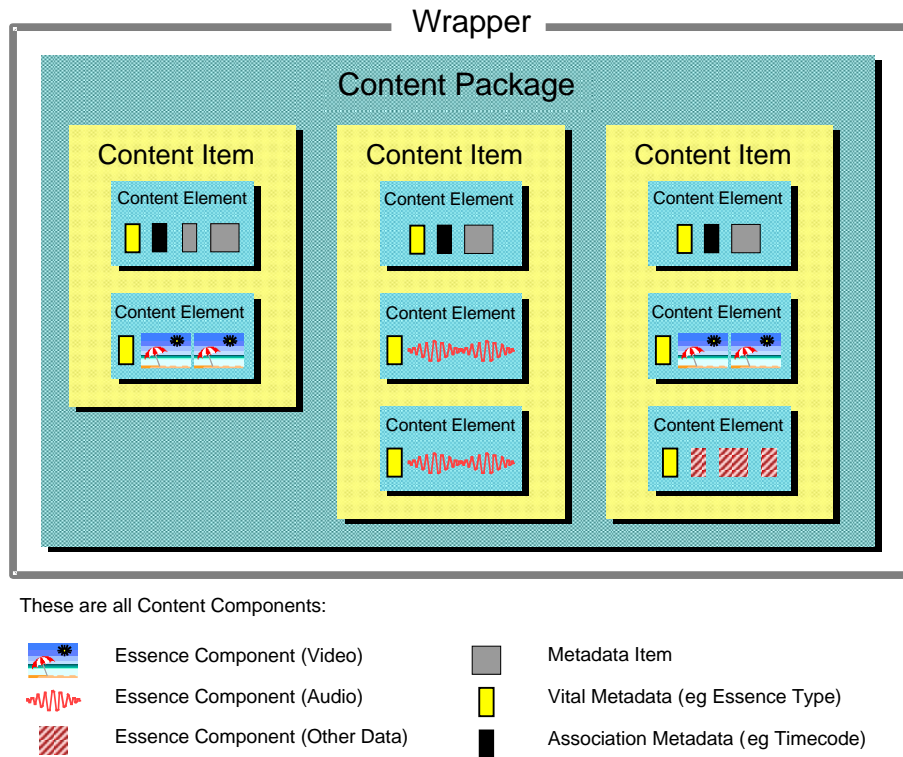 Wrapper
Content Package
Content Item
Content Element
Content Element
Content Item
Content Element
Content Element
Content Element
Content Item
Content Element
Content Element
Content Element
These are all Content Components:
Essence Component (Video)
Essence Component (Audio)
Essence Component (Other Data)
Metadata Item
Vital Metadata (eg Essence Type)
Association Metadata (eg Timecode)